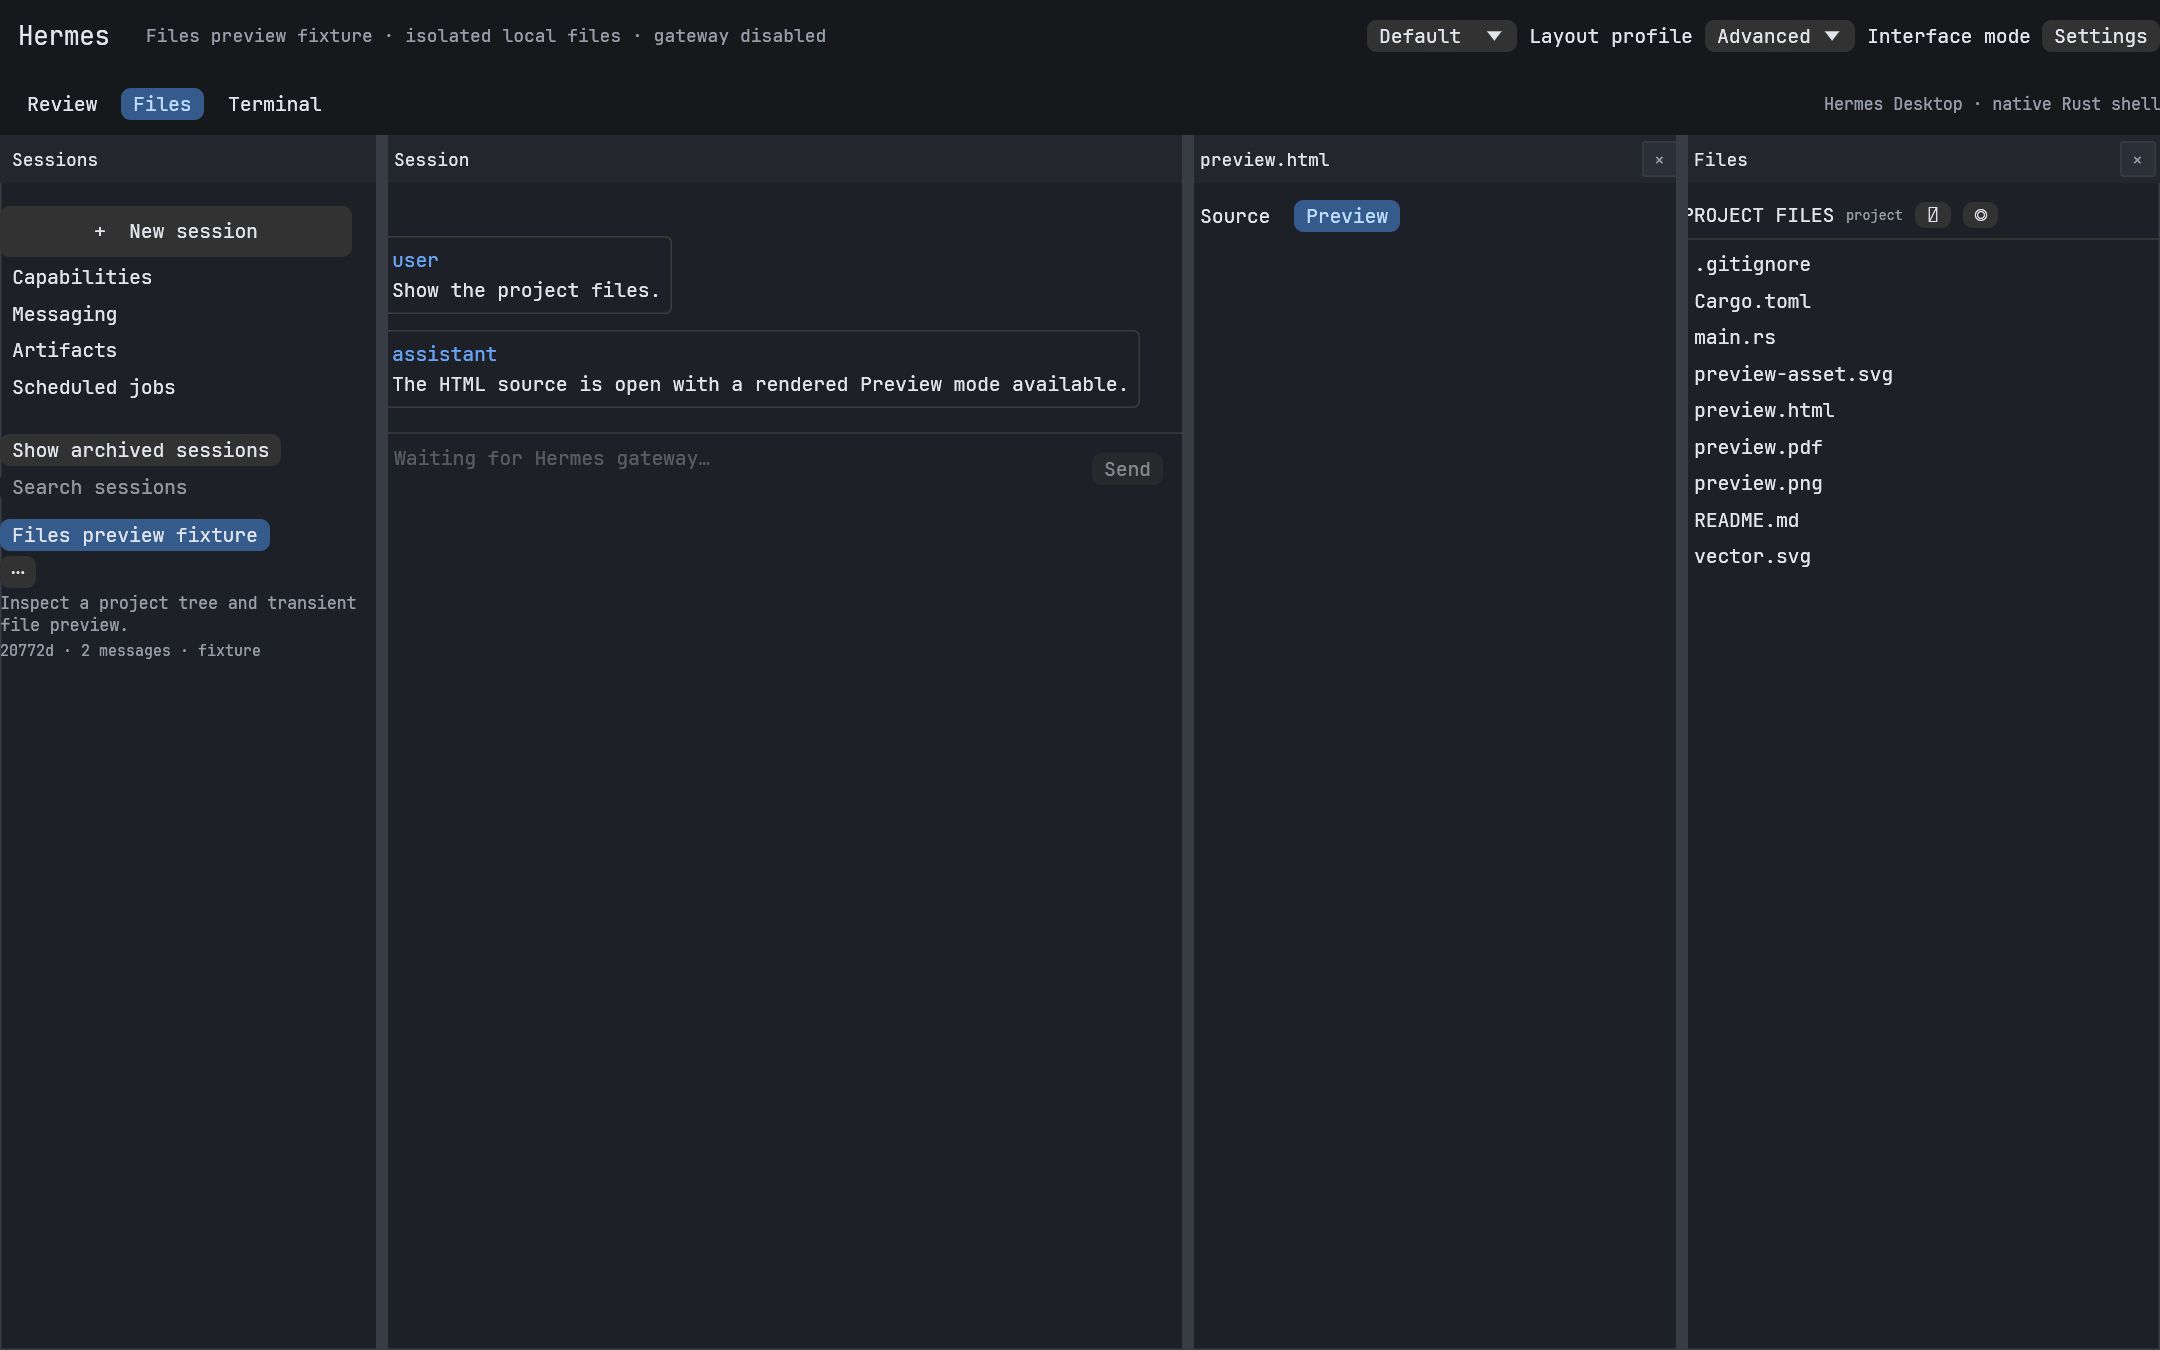 Hermes Files preview fixture · isolated local files · gateway disabled Default Layout profile Advanced Interface mode Settings
Review Files Terminal Hermes Desktop · native Rust shell
Sessions
+ New session
Capabilities
Messaging
Artifacts
Scheduled jobs
Show archived sessions
Search sessions
Files preview fixture
…
Inspect a project tree and transient
file preview.
20772d · 2 messages · fixture
Session
user
Show the project files.
assistant
The HTML source is open with a rendered Preview mode available.
Waiting for Hermes gateway…
Send
preview.html ×
Source Preview
Files ×
PROJECT FILES project
.gitignore
Cargo.toml
main.rs
preview-asset.svg
preview.html
preview.pdf
preview.png
README.md
vector.svg